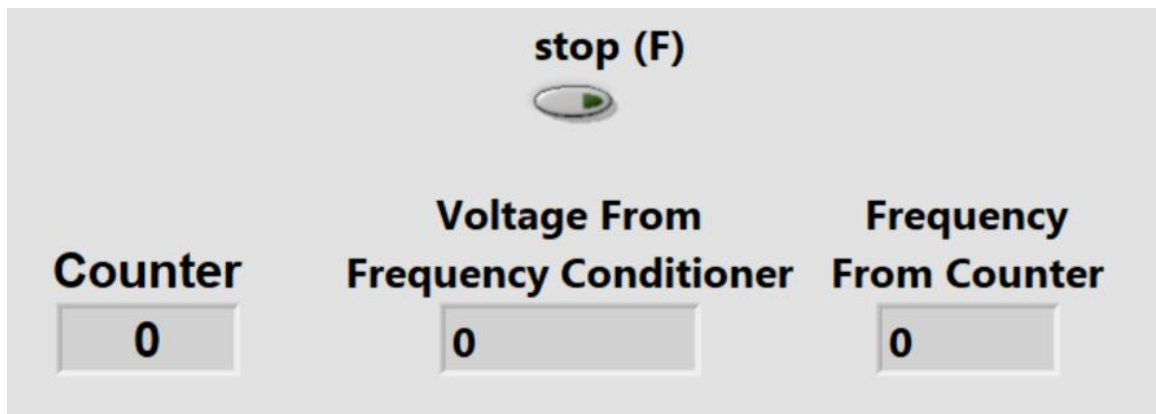 stop (F)
Voltage From
Frequency
Counter
Frequency Conditioner
From Counter
0
0
0